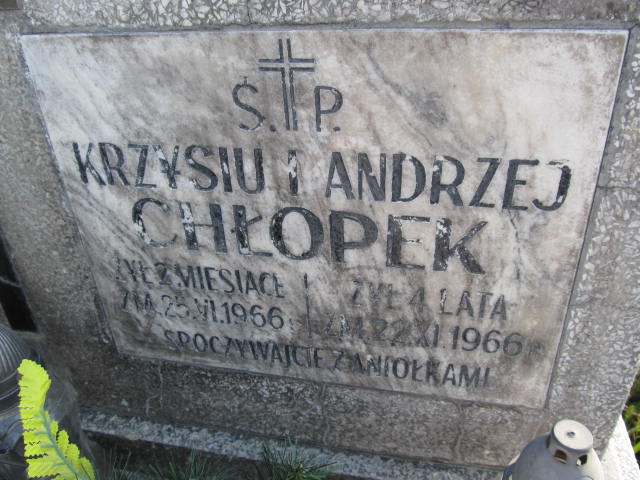 Ś. P.
KRZYSIU I ANDRZEJ
CHŁOPEK
ŻYŁ 2 MIESIĄCE
ZM. 25.VI.1966
ŻYŁ 4 LATA
ZM. 22.XI.1966
SPOCZYWAJCIE Z ANIOŁKAMI